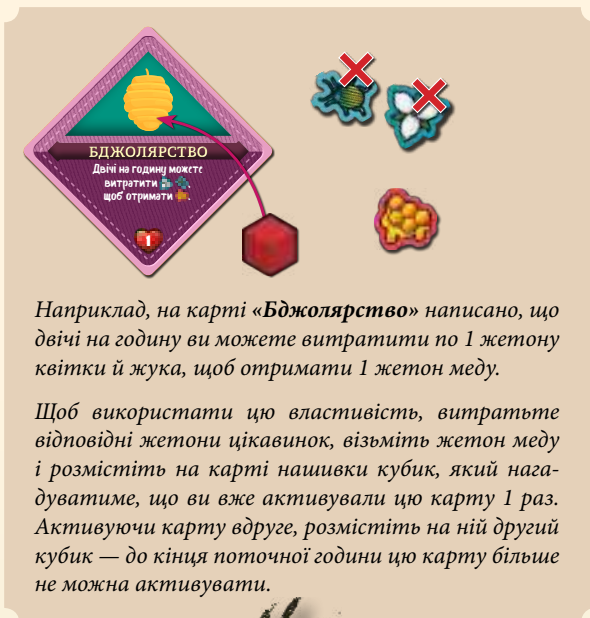 БДЖОЛЯРСТВО
Двічі на годину можете
витратити
щоб отримати
1
Наприклад, на карті «Бджолярство» написано, що
двічі на годину ви можете витратити по 1 жетону
квітки й жука, щоб отримати 1 жетон меду.
Щоб використати цю властивість, витратьте
відповідні жетони цікавинок, візьміть жетон меду
і розмістіть на карті нашивки кубик, який нага-
дуватиме, що ви вже активували цю карту 1 раз.
Активуючи карту вдруге, розмістіть на ній другий
кубик — до кінця поточної години цю карту більше
не можна активувати.